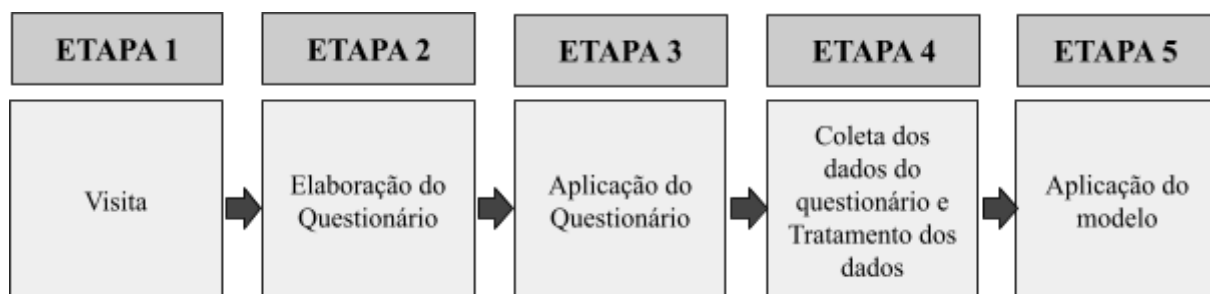 ETAPA 1
ETAPA 2
ETAPA 3
ETAPA 4
ETAPA 5
Visita
Elaboração do
Questionário
Aplicação do
Questionário
Coleta dos
dados do
questionário e
Tratamento dos
dados
Aplicação do
modelo